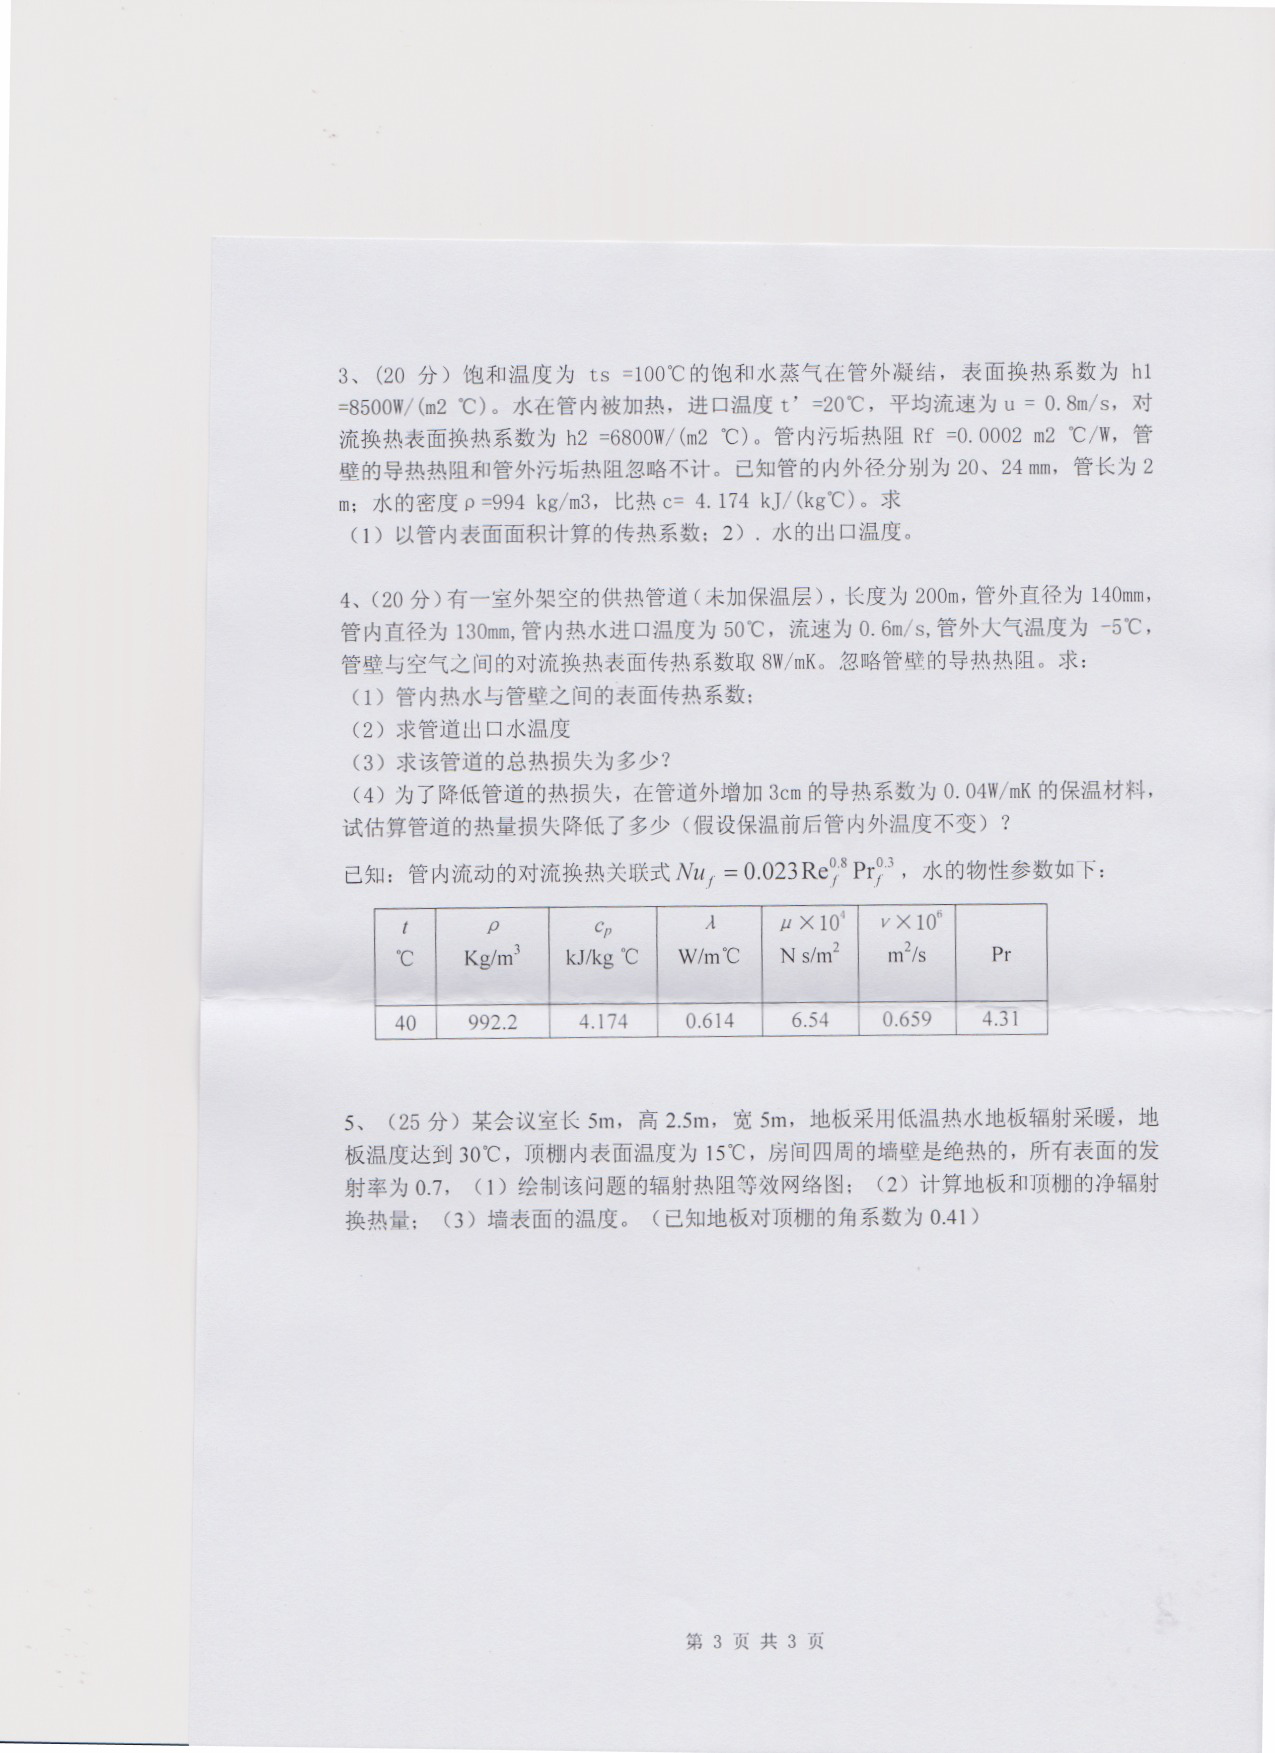 3、(20 分）饱和温度为 ts =100℃的饱和水蒸气在管外凝结，表面换热系数为 h1
=8500W/(m2 ℃)。水在管内被加热，进口温度 t’ =20℃，平均流速为 u = 0.8m/s，对
流换热表面换热系数为 h2 =6800W/(m2 ℃)。管内污垢热阻 Rf =0.0002 m2 ℃/W，管
壁的导热热阻和管外污垢热阻忽略不计。已知管的内外径分别为 20、24 mm，管长为 2
m；水的密度 ρ=994 kg/m3，比热 c= 4.174 kJ/(kg℃)。求
（1）以管内表面面积计算的传热系数；2）. 水的出口温度。
4、（20 分）有一室外架空的供热管道（未加保温层），长度为 200m，管外直径为 140mm，
管内直径为 130mm,管内热水进口温度为 50℃，流速为 0.6m/s,管外大气温度为 -5℃，
管壁与空气之间的对流换热表面传热系数取 8W/mK。忽略管壁的导热热阻。求：
（1）管内热水与管壁之间的表面传热系数；
（2）求管道出口水温度
（3）求该管道的总热损失为多少？
（4）为了降低管道的热损失，在管道外增加 3cm 的导热系数为 0.04W/mK 的保温材料，
试估算管道的热量损失降低了多少（假设保温前后管内外温度不变）？
已知：管内流动的对流换热关联式 Nu_f = 0.023Re_f^0.8 Pr_f^0.3，水的物性参数如下：
t ρ c_p λ μ×10⁴ ν×10⁶
℃ Kg/m³ kJ/kg ℃ W/m℃ N s/m² m²/s Pr
40 992.2 4.174 0.614 6.54 0.659 4.31
5、（25 分）某会议室长 5m，高 2.5m，宽 5m，地板采用低温热水地板辐射采暖，地
板温度达到 30℃，顶棚内表面温度为 15℃，房间四周的墙壁是绝热的，所有表面的发
射率为 0.7，（1）绘制该问题的辐射热阻等效网络图；（2）计算地板和顶棚的净辐射
换热量；（3）墙表面的温度。（已知地板对顶棚的角系数为 0.41）
第 3 页 共 3 页